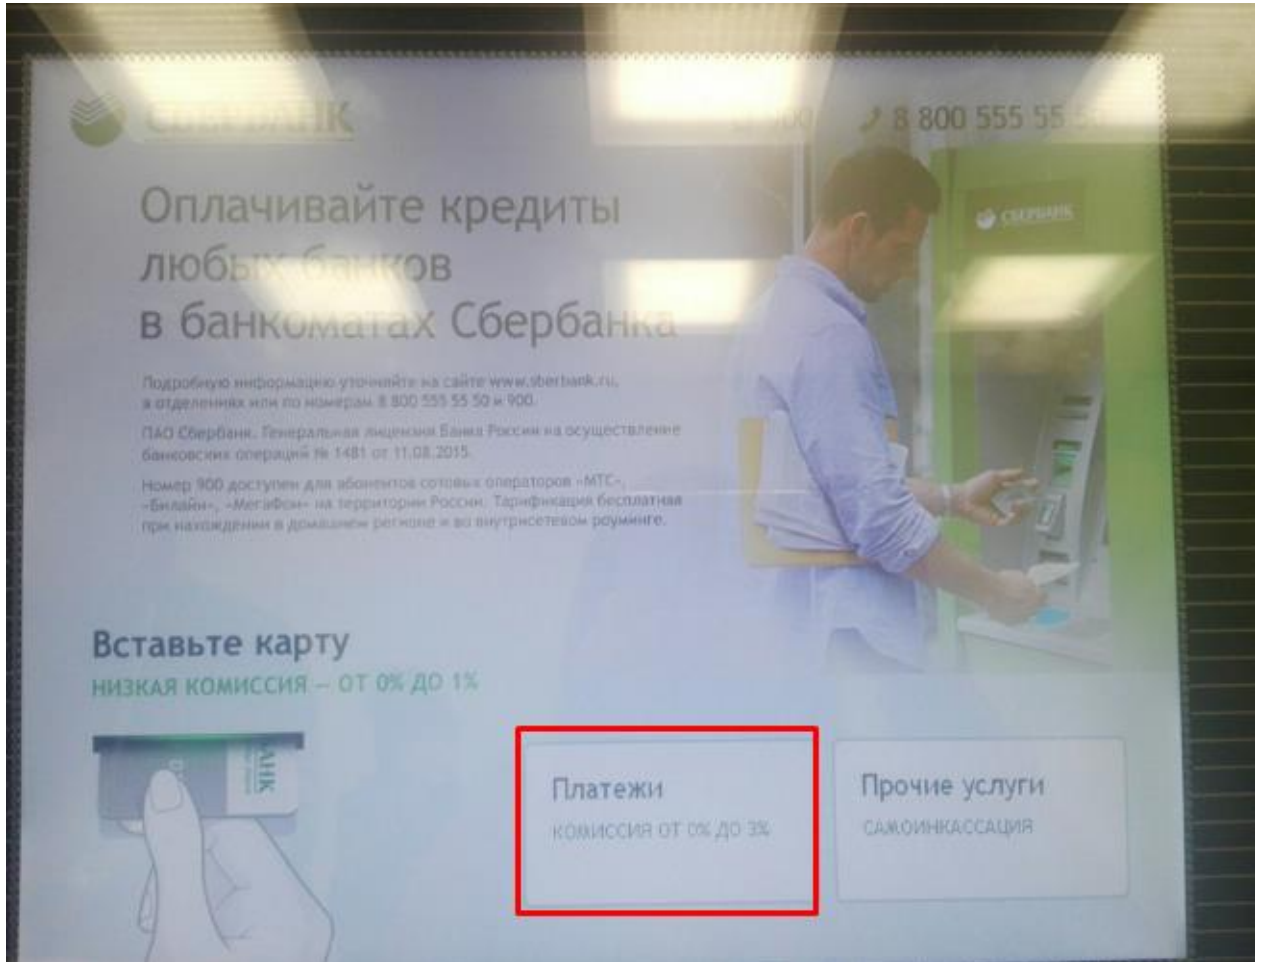 СБЕРБАНК
900 8 800 555 55 50
Оплачивайте кредиты
любых банков
в банкоматах Сбербанка
СБЕРБАНК
Подробную информацию уточняйте на сайте www.sberbank.ru,
в отделениях или по номерам 8 800 555 55 50 и 900.
ПАО Сбербанк. Генеральная лицензия Банка России на осуществление
банковских операций № 1481 от 11.08.2015.
Номер 900 доступен для абонентов сотовых операторов «МТС»,
«Билайн», «МегаФон» на территории России. Тарификация бесплатная
при нахождении в домашнем регионе и во внутрисетевом роуминге.
Вставьте карту
НИЗКАЯ КОМИССИЯ – ОТ 0% ДО 1%
Платежи
КОМИССИЯ ОТ 0% ДО 3%
Прочие услуги
САМОИНКАССАЦИЯ